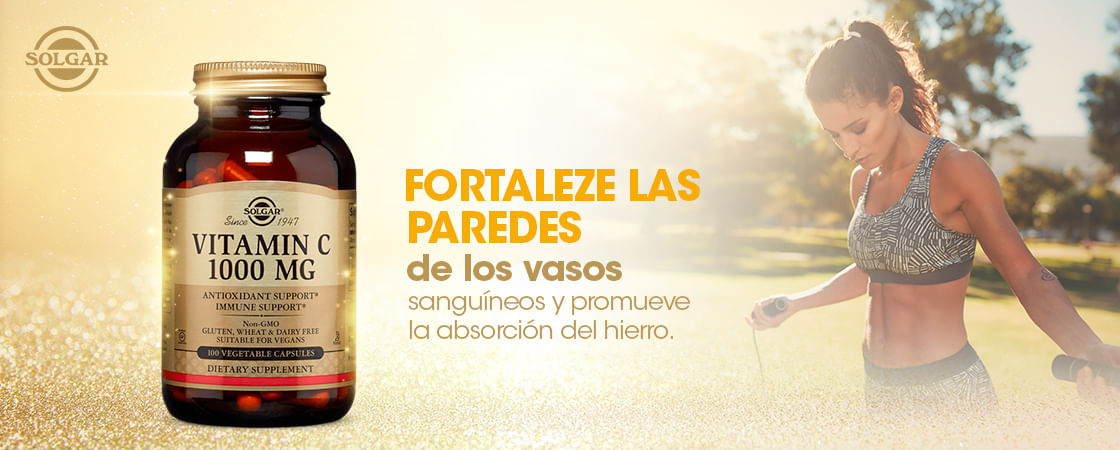 SOLGAR
SOLGAR®
Since 1947
VITAMIN C
1000 MG
ANTIOXIDANT SUPPORT*
IMMUNE SUPPORT*
Non-GMO
GLUTEN, WHEAT & DAIRY FREE
SUITABLE FOR VEGANS
100 VEGETABLE CAPSULES
DIETARY SUPPLEMENT
FORTALEZE LAS
PAREDES
de los vasos
sanguíneos y promueve
la absorción del hierro.